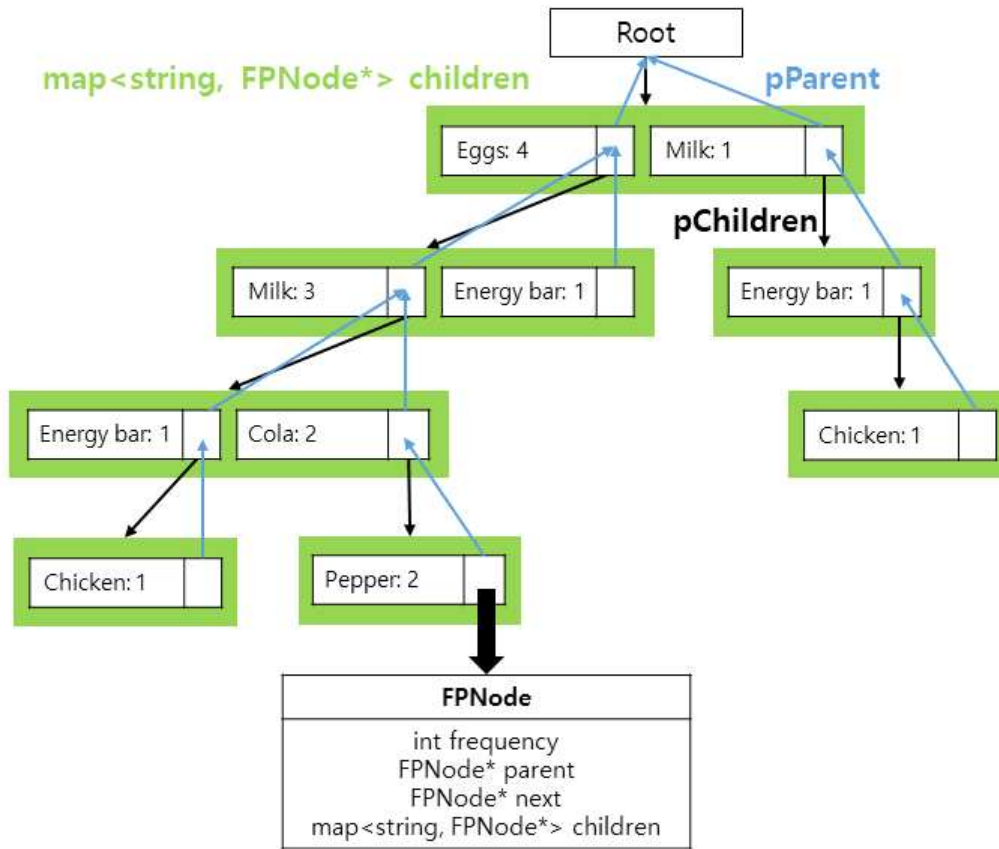 Root
map<string, FPNode*> children
pParent
Eggs: 4
Milk: 1
pChildren
Milk: 3
Energy bar: 1
Energy bar: 1
Energy bar: 1
Cola: 2
Chicken: 1
Chicken: 1
Pepper: 2
FPNode
int frequency
FPNode* parent
FPNode* next
map<string, FPNode*> children